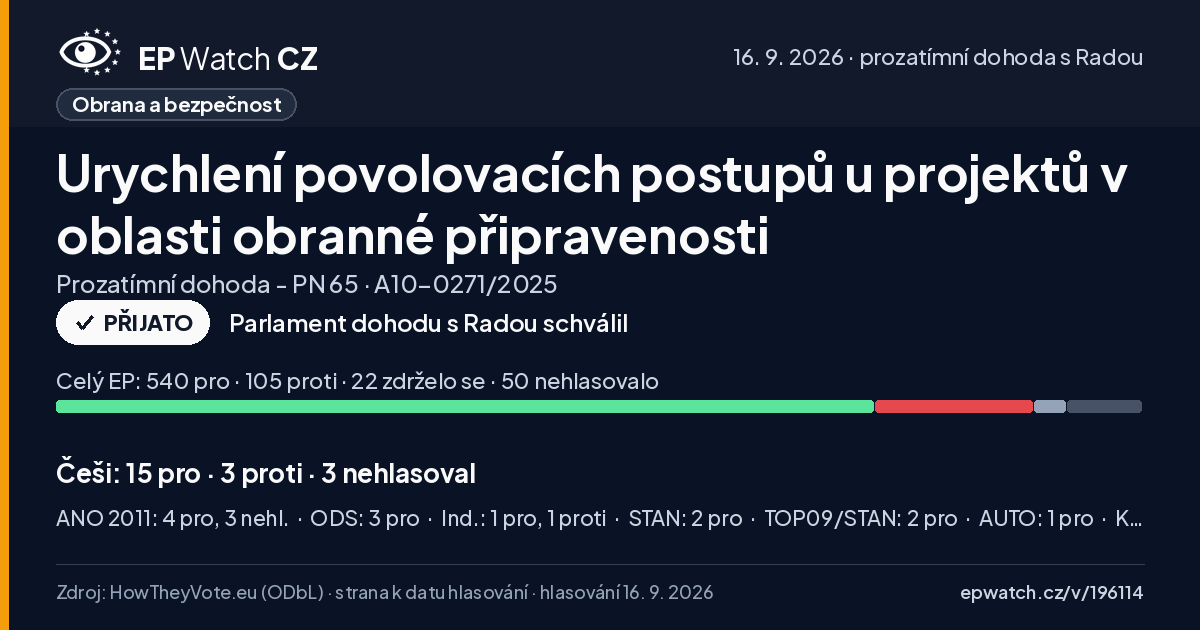 EP Watch CZ
16. 9. 2026 · prozatímní dohoda s Radou
Obrana a bezpečnost
Urychlení povolovacích postupů u projektů v
oblasti obranné připravenosti
Prozatímní dohoda – PN 65 · A10–0271/2025
✓ PŘIJATO Parlament dohodu s Radou schválil
Celý EP: 540 pro · 105 proti · 22 zdrželo se · 50 nehlasovalo
Češi: 15 pro · 3 proti · 3 nehlasoval
ANO 2011: 4 pro, 3 nehl. · ODS: 3 pro · Ind.: 1 pro, 1 proti · STAN: 2 pro · TOP09/STAN: 2 pro · AUTO: 1 pro · K…
Zdroj: HowTheyVote.eu (ODbL) · strana k datu hlasování · hlasování 16. 9. 2026
epwatch.cz/v/196114